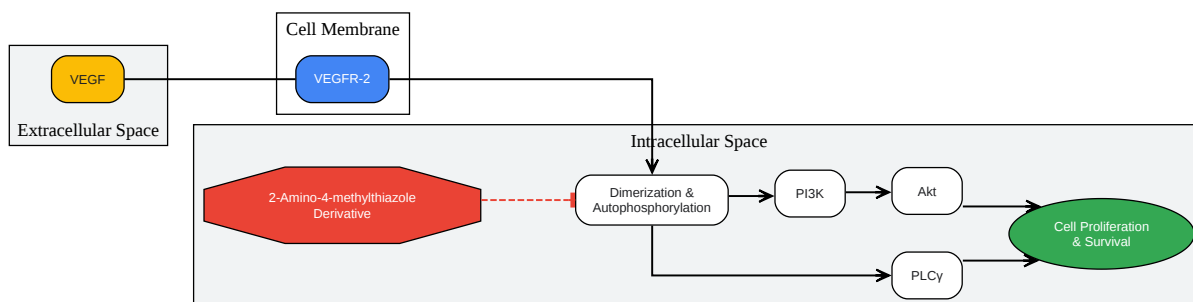 Cell Membrane
VEGF
VEGFR-2
Extracellular Space
Intracellular Space
2-Amino-4-methylthiazole
Derivative
Dimerization &
Autophosphorylation
PI3K
Akt
Cell Proliferation
& Survival
PLCγ